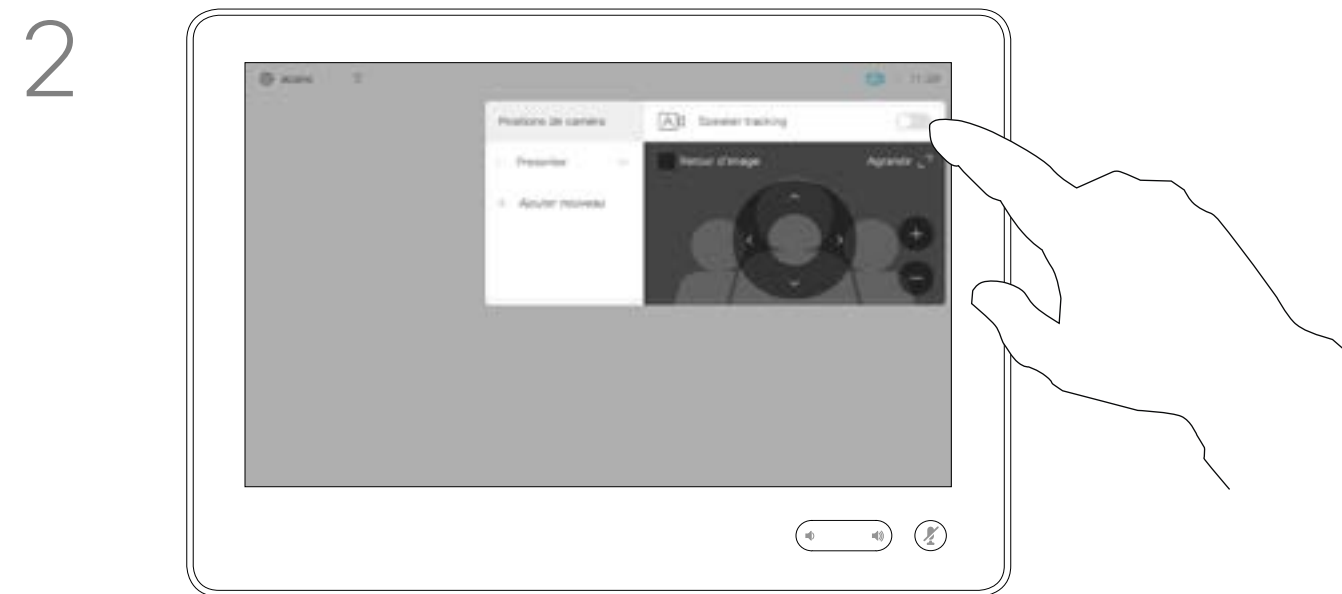 2
Positions de caméra
Speaker tracking
Presenter
Retour d'image
Agrandir
Ajouter nouveau